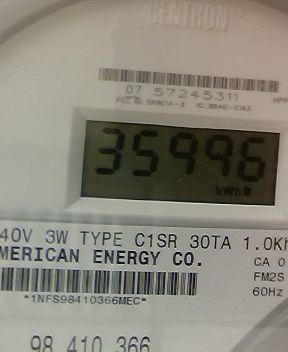 CENTRON®
07 57245311
35996
kWh
40V 3W TYPE C1SR 30TA 1.0Kh
MERICAN ENERGY CO.
CA 0
FM2S
60Hz
*1NFS98410366MEC*
98 410 366